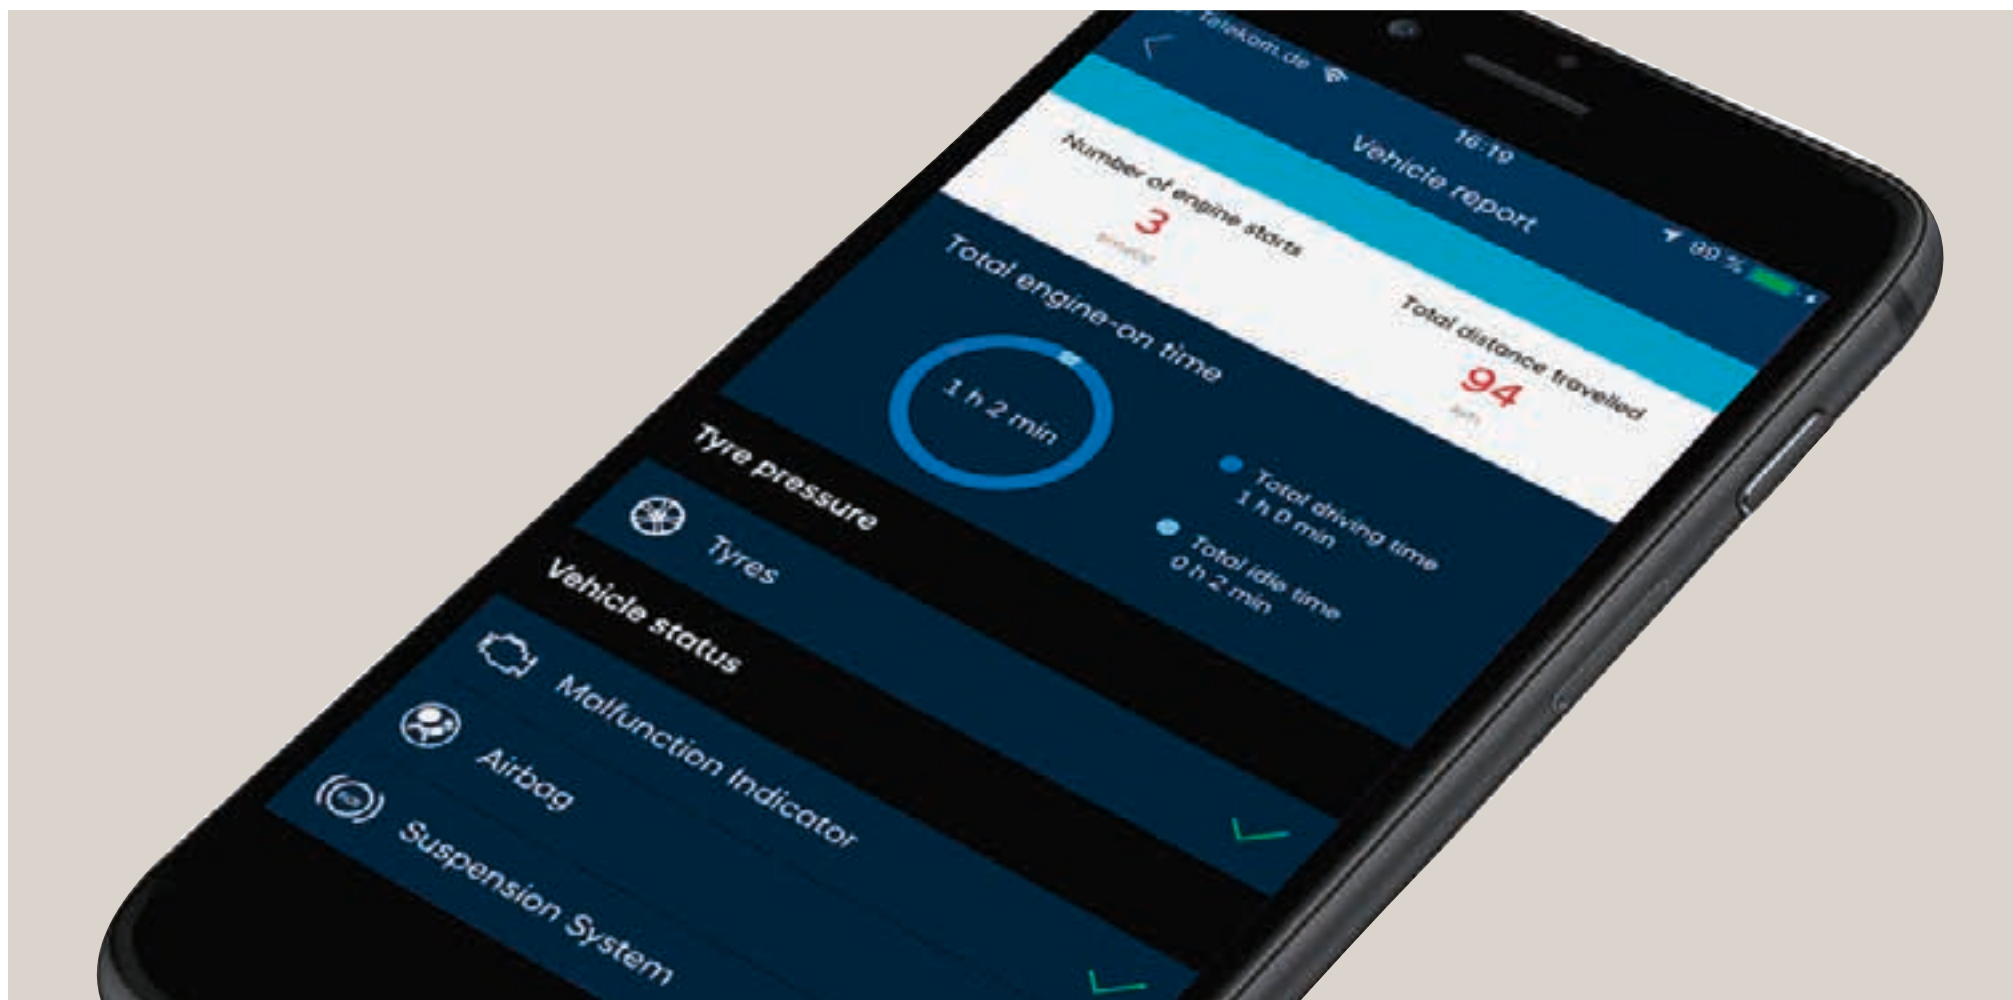 Telekom.de
16:19
89 %
Vehicle report
Number of engine starts
3
Total distance travelled
94
km
Total engine-on time
1 h 2 min
Total driving time
1 h 0 min
Total idle time
0 h 2 min
Tyre pressure
Tyres
Vehicle status
Malfunction Indicator
Airbag
Suspension System